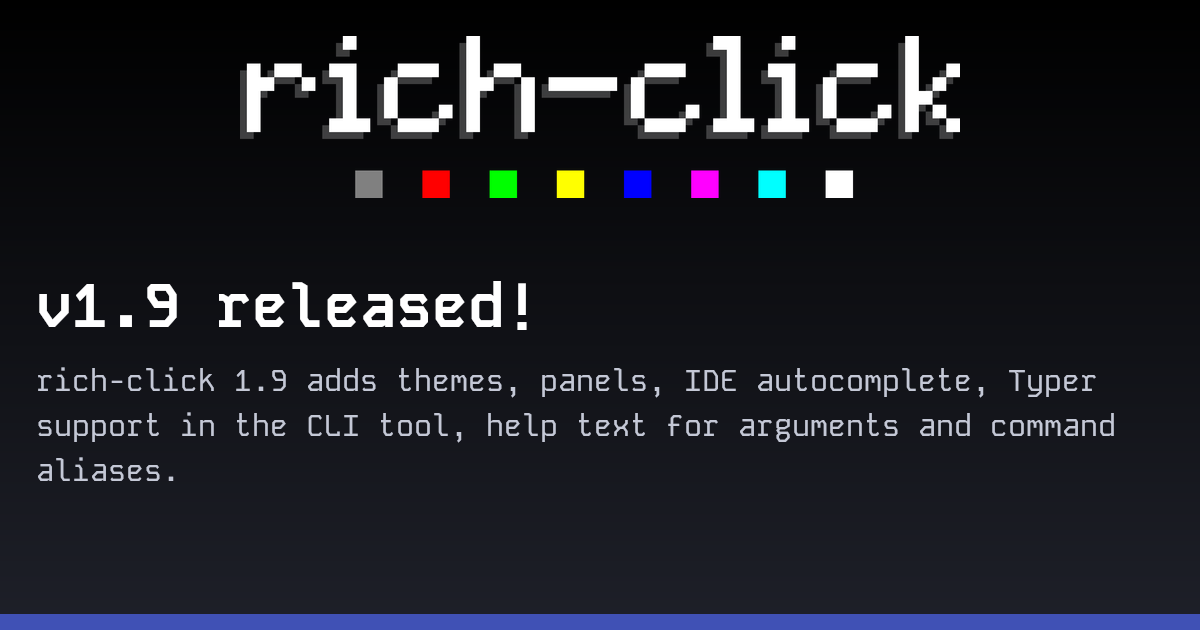 rich-click
v1.9 released!
rich-click 1.9 adds themes, panels, IDE autocomplete, Typer
support in the CLI tool, help text for arguments and command
aliases.